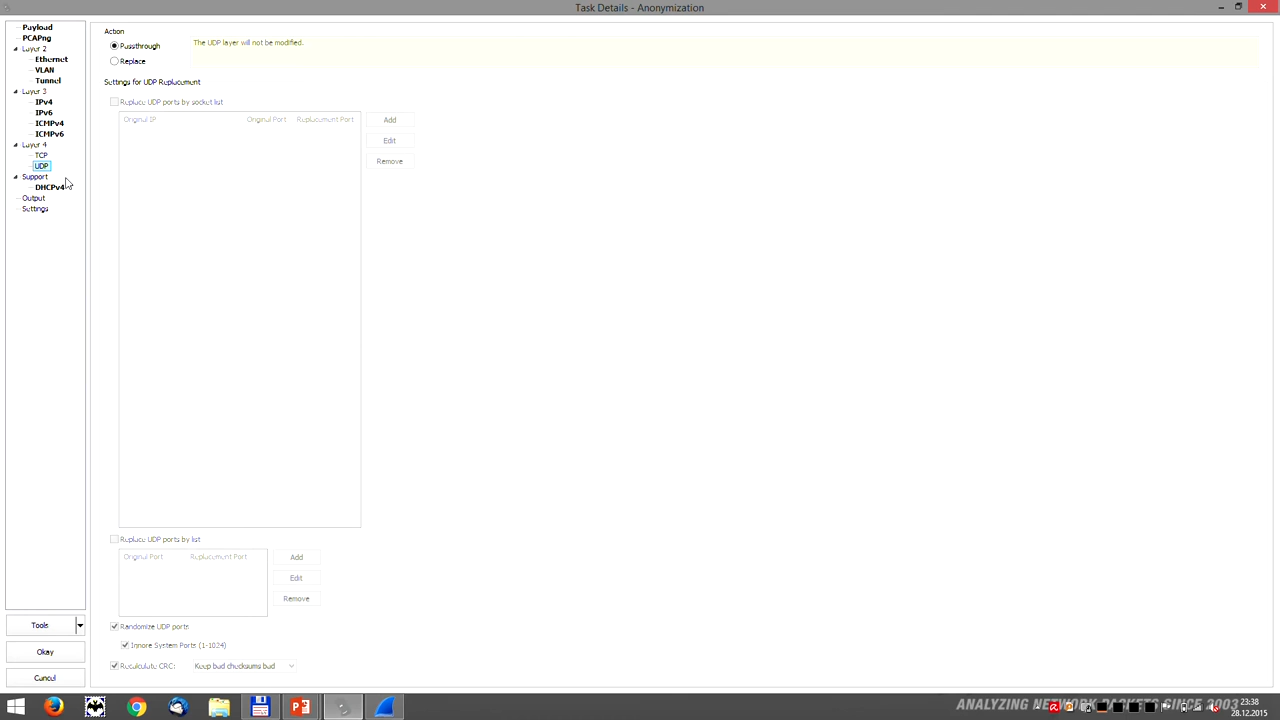 Task Details - Anonymization
Payload
PCAPng
Layer 2
Ethernet
VLAN
Tunnel
Layer 3
IPv4
IPv6
ICMPv4
ICMPv6
Layer 4
TCP
UDP
Support
DHCPv4
Output
Settings
Tools
Okay
Cancel
Action
Passthrough
The UDP layer will not be modified.
Replace
Settings for UDP Replacement
Replace UDP ports by socket list
Original IP Original Port Replacement Port
Add
Edit
Remove
Replace UDP ports by list
Original Port Replacement Port
Add
Edit
Remove
Randomize UDP ports
Ignore System Ports (1-1024)
Recalculate CRC: Keep bad checksums bad
ANALYZING NETWORK PACKETS SINCE 2003
23:38
28.12.2015